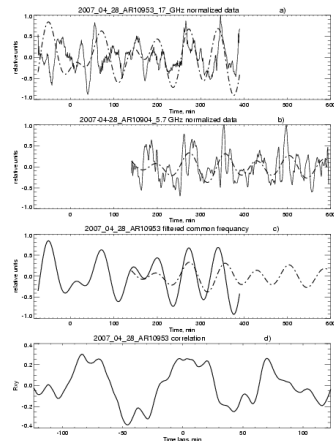 2007_04_28_AR10953_17_GHz normalized data a)
1.0
0.5
0.0
-0.5
-1.0
relative units
0 100 200 300 400 500 600
Time, min
2007-04-28_AR10904_5.7 GHz normalized data b)
1.0
0.5
0.0
-0.5
-1.0
relative units
0 100 200 300 400 500 600
Time, min
2007_04_28_AR10953 filtered common frequancy c)
1.0
0.5
0.0
-0.5
-1.0
relative units
0 100 200 300 400 500 600
Time, min
2007_04_28_AR10953 correlation d)
0.4
0.2
0.0
-0.2
-0.4
Rxy
-100 -50 0 50 100
Time laps, min